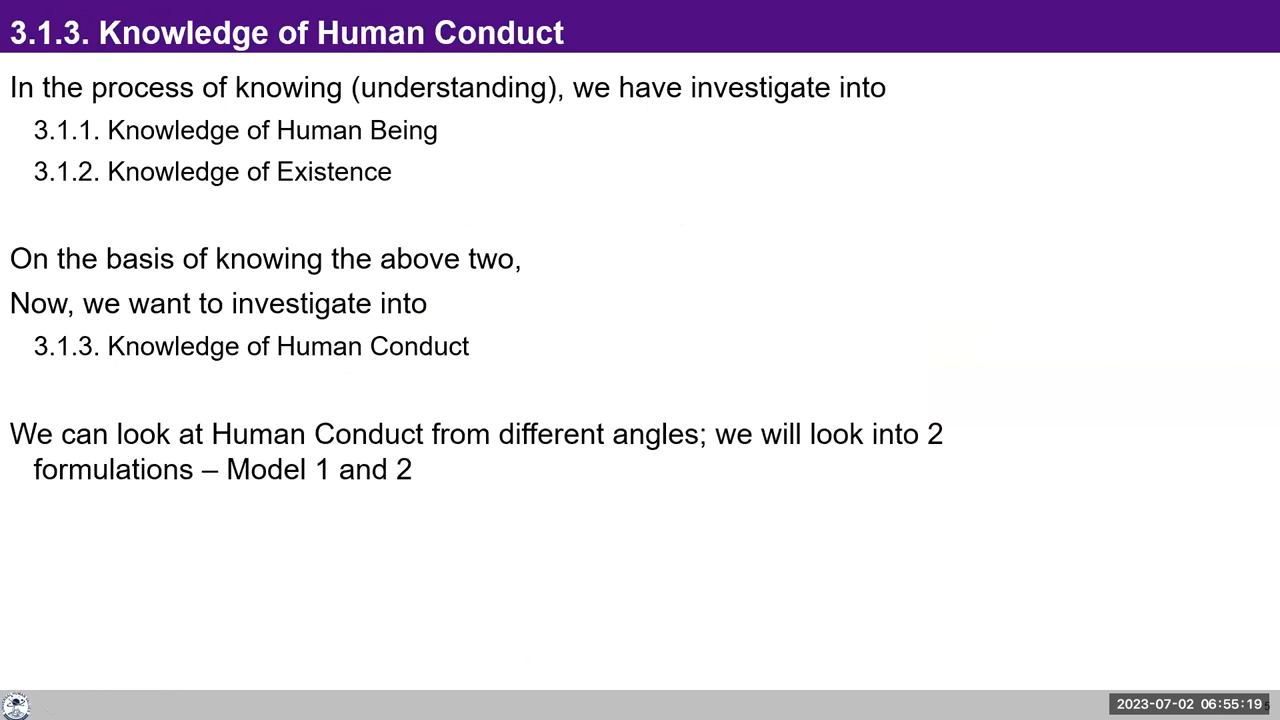 3.1.3. Knowledge of Human Conduct
In the process of knowing (understanding), we have investigate into
3.1.1. Knowledge of Human Being
3.1.2. Knowledge of Existence
On the basis of knowing the above two,
Now, we want to investigate into
3.1.3. Knowledge of Human Conduct
We can look at Human Conduct from different angles; we will look into 2
formulations – Model 1 and 2
2023-07-02 06:55:19